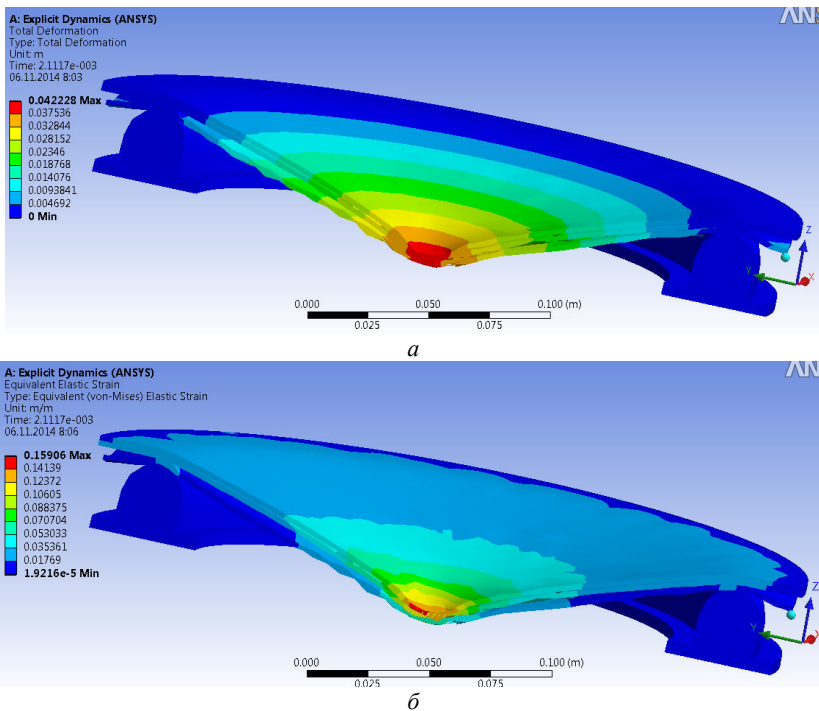 A: Explicit Dynamics (ANSYS)
Total Deformation
Type: Total Deformation
Unit: m
Time: 2.1117e-003
06.11.2014 8:03
0.042228 Max
0.037536
0.032844
0.028152
0.02346
0.018768
0.014076
0.0093841
0.004692
0 Min
AN
Z
Y
X
0.000 0.050 0.100 (m)
0.025 0.075
а
A: Explicit Dynamics (ANSYS)
Equivalent Elastic Strain
Type: Equivalent (von-Mises) Elastic Strain
Unit: m/m
Time: 2.1117e-003
06.11.2014 8:06
0.15906 Max
0.14139
0.12372
0.10605
0.088375
0.070704
0.053033
0.035361
0.01769
1.9216e-5 Min
AN
Z
Y
X
0.000 0.050 0.100 (m)
0.025 0.075
б